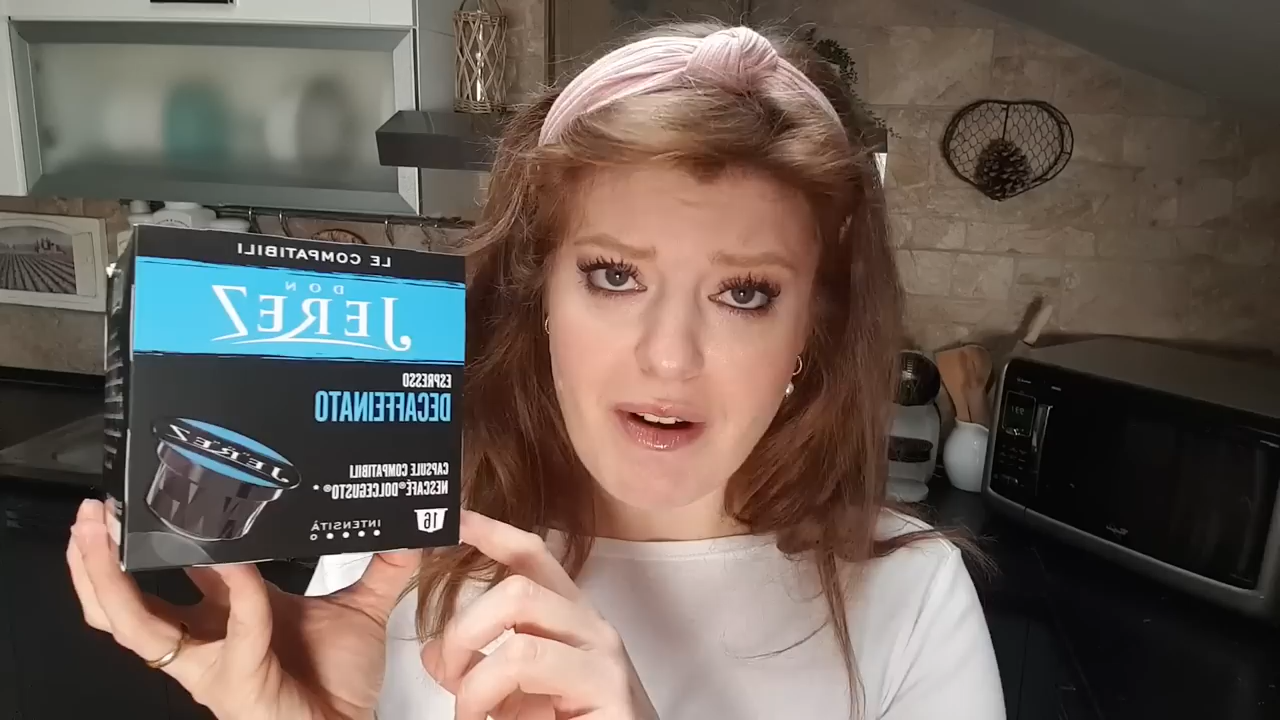 LE COMPATIBILI
DON
JEREZ
ESPRESSO
DECAFFEINATO
CAPSULE COMPATIBILI
NESCAFÉ® DOLCEGUSTO®*
16
INTENSITÀ
JEREZ